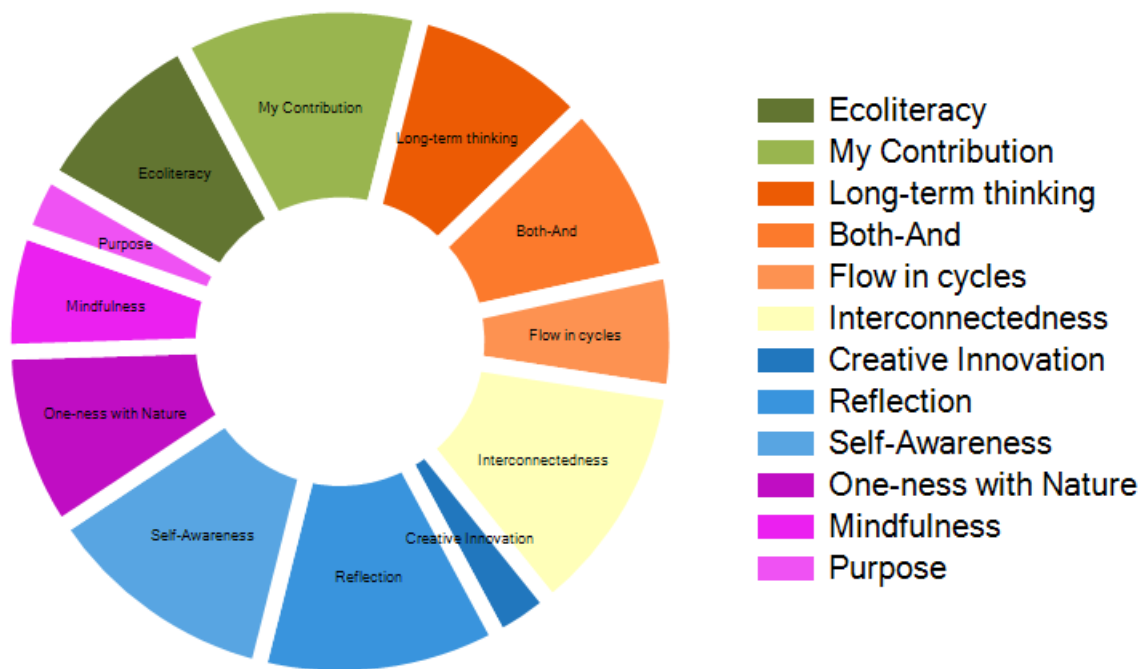 My Contribution
Long-term thinking
Ecoliteracy
Both-And
Purpose
Mindfulness
Flow in cycles
One-ness with Nature
Interconnectedness
Self-Awareness
Creative Innovation
Reflection
Ecoliteracy
My Contribution
Long-term thinking
Both-And
Flow in cycles
Interconnectedness
Creative Innovation
Reflection
Self-Awareness
One-ness with Nature
Mindfulness
Purpose